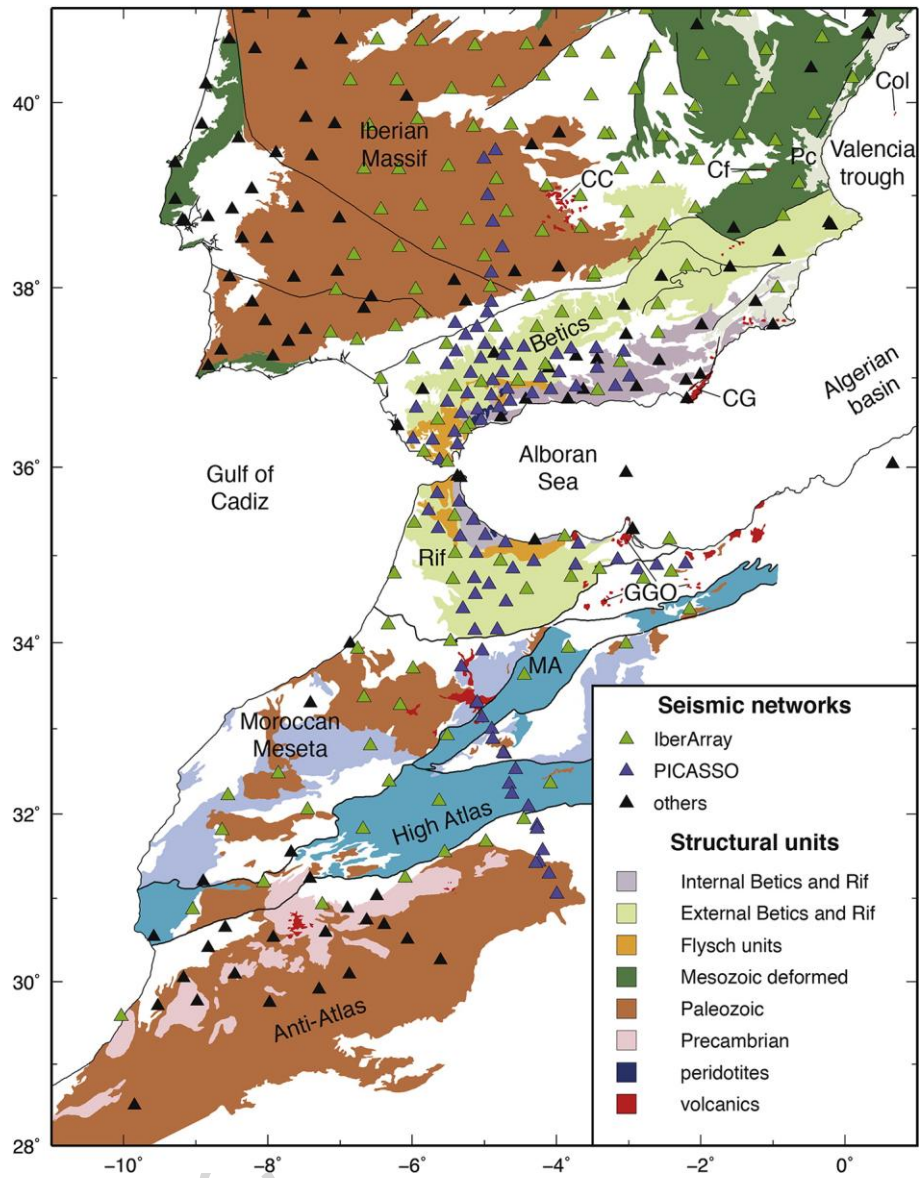 40°
38°
36°
34°
32°
30°
28°
−10°
−8°
−6°
−4°
−2°
0°
Col
Iberian
Massif
Pc
Valencia
trough
Cf
CC
Betics
CG
Algerian
basin
Alboran
Sea
Gulf of
Cadiz
Rif
GGO
MA
Moroccan
Meseta
High Atlas
Anti-Atlas
Seismic networks
IberArray
PICASSO
others
Structural units
Internal Betics and Rif
External Betics and Rif
Flysch units
Mesozoic deformed
Paleozoic
Precambrian
peridotites
volcanics